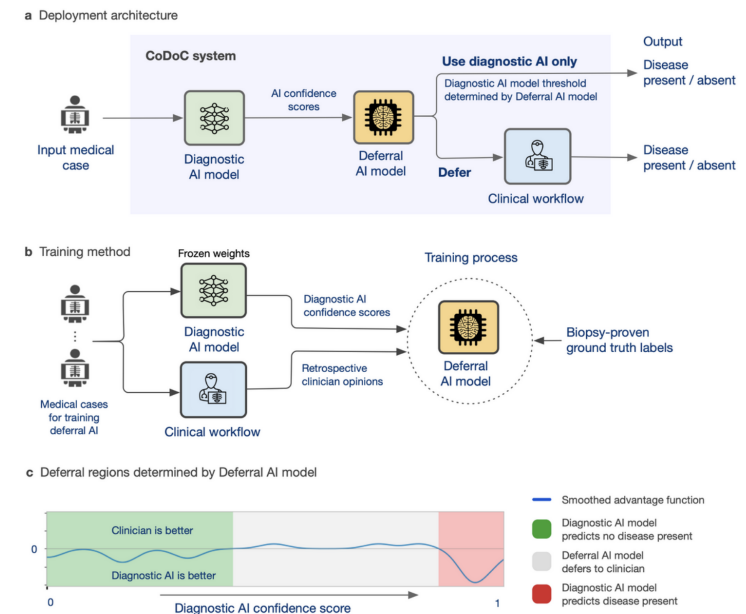 a Deployment architecture
CoDoC system
Input medical
case
Diagnostic
AI model
AI confidence
scores
Deferral
AI model
Use diagnostic AI only
Diagnostic AI model threshold
determined by Deferral AI model
Defer
Clinical workflow
Output
Disease
present / absent
Disease
present / absent
b Training method
Medical cases
for training
deferral AI
Frozen weights
Diagnostic
AI model
Clinical workflow
Diagnostic AI
confidence scores
Retrospective
clinician opinions
Training process
Deferral
AI model
Biopsy-proven
ground truth labels
c Deferral regions determined by Deferral AI model
0
Clinician is better
Diagnostic AI is better
0
Diagnostic AI confidence score
1
Smoothed advantage function
Diagnostic AI model
predicts no disease present
Deferral AI model
defers to clinician
Diagnostic AI model
predicts disease present